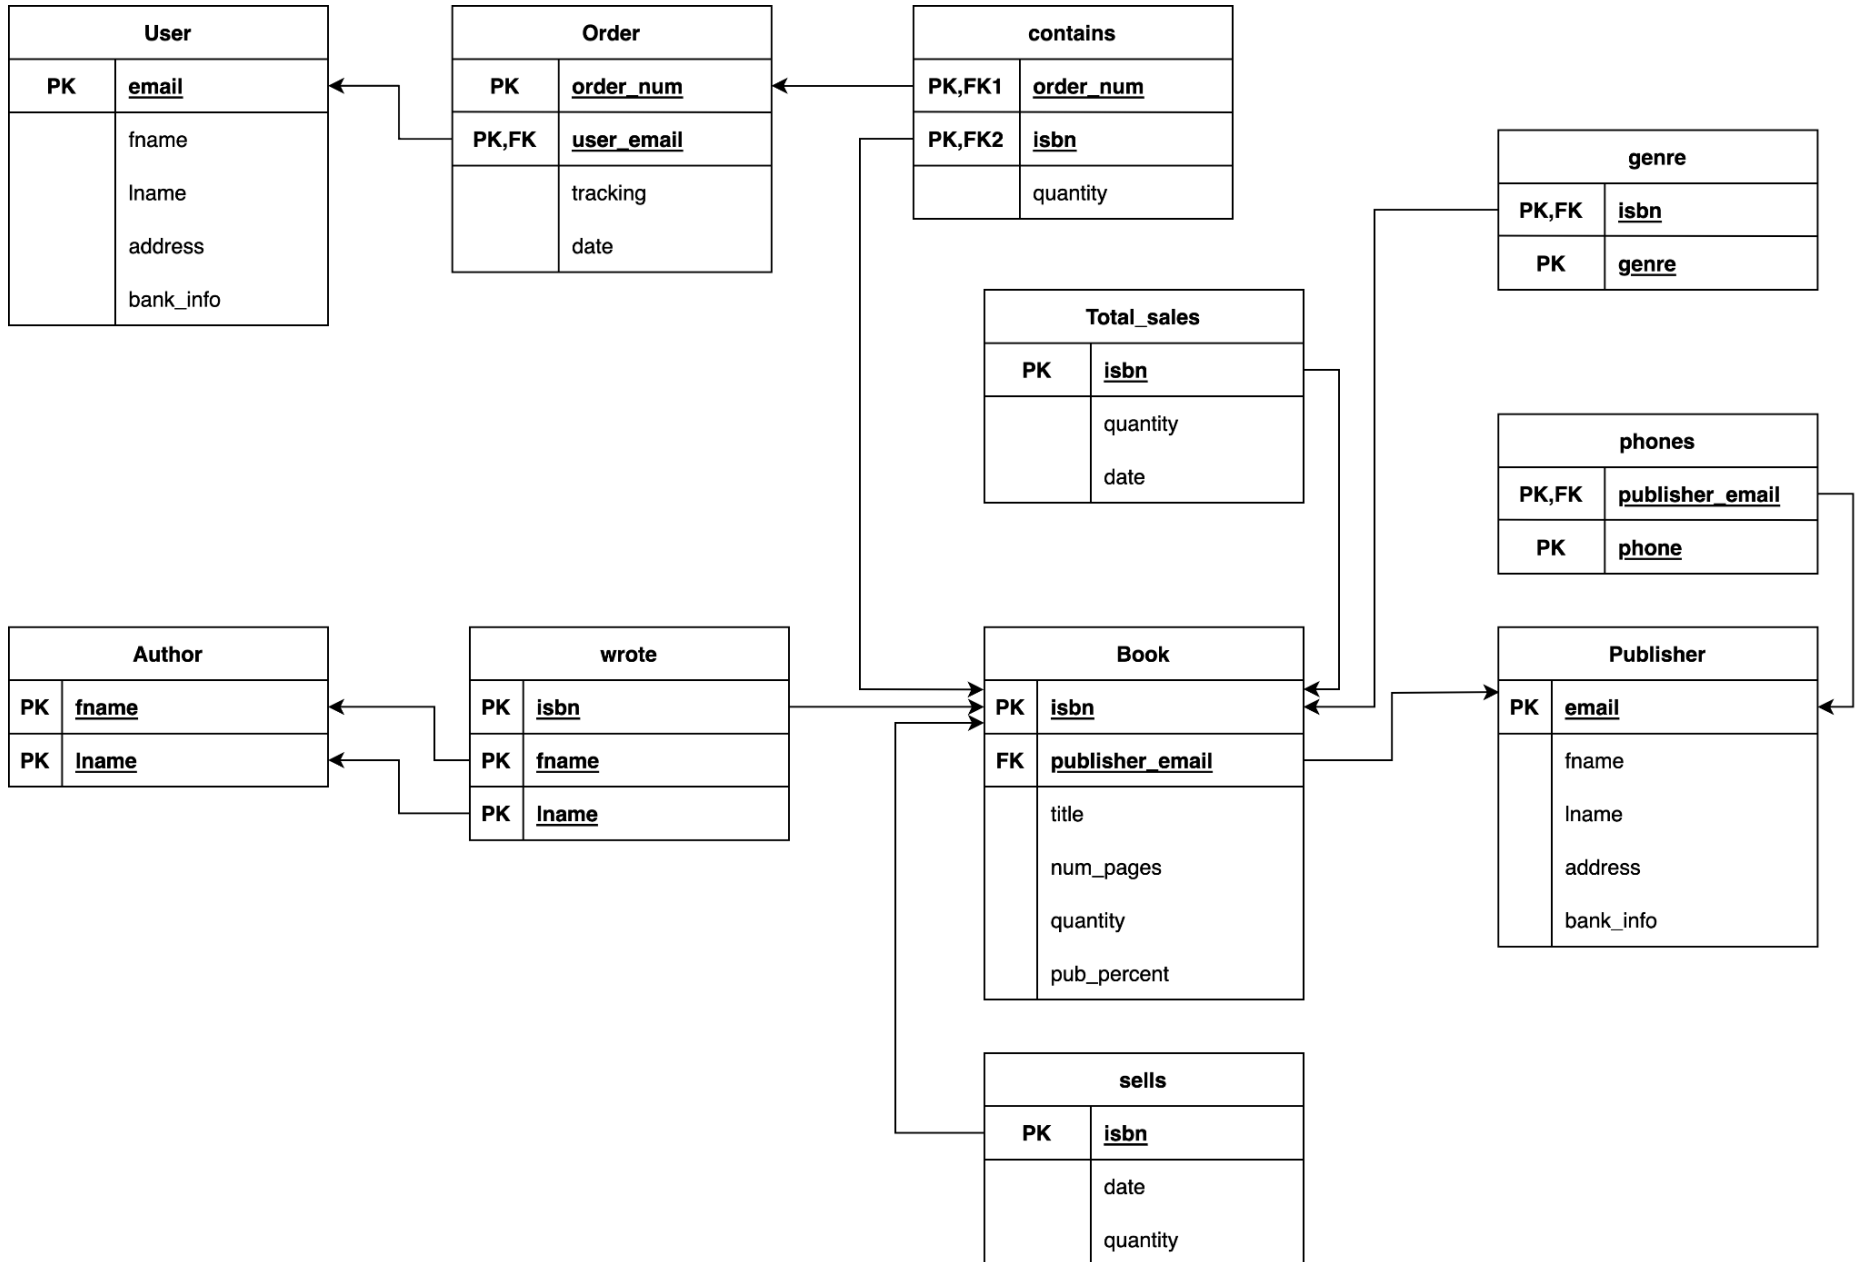 User
PK email
fname
lname
address
bank_info
Order
PK order_num
PK,FK user_email
tracking
date
contains
PK,FK1 order_num
PK,FK2 isbn
quantity
genre
PK,FK isbn
PK genre
Total_sales
PK isbn
quantity
date
phones
PK,FK publisher_email
PK phone
Author
PK fname
PK lname
wrote
PK isbn
PK fname
PK lname
Book
PK isbn
FK publisher_email
title
num_pages
quantity
pub_percent
Publisher
PK email
fname
lname
address
bank_info
sells
PK isbn
date
quantity